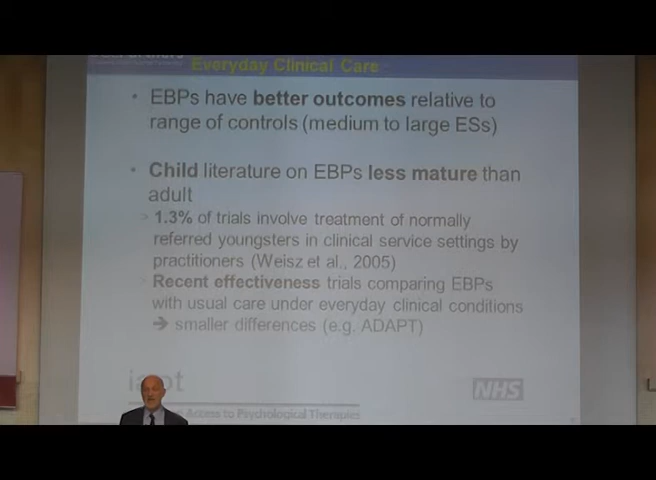 Everyday Clinical Care
• EBPs have better outcomes relative to
range of controls (medium to large ESs)
• Child literature on EBPs less mature than
adult
> 1.3% of trials involve treatment of normally
referred youngsters in clinical service settings by
practitioners (Weisz et al., 2005)
> Recent effectiveness trials comparing EBPs
with usual care under everyday clinical conditions
➔ smaller differences (e.g. ADAPT)
NHS
Access to Psychological Therapies